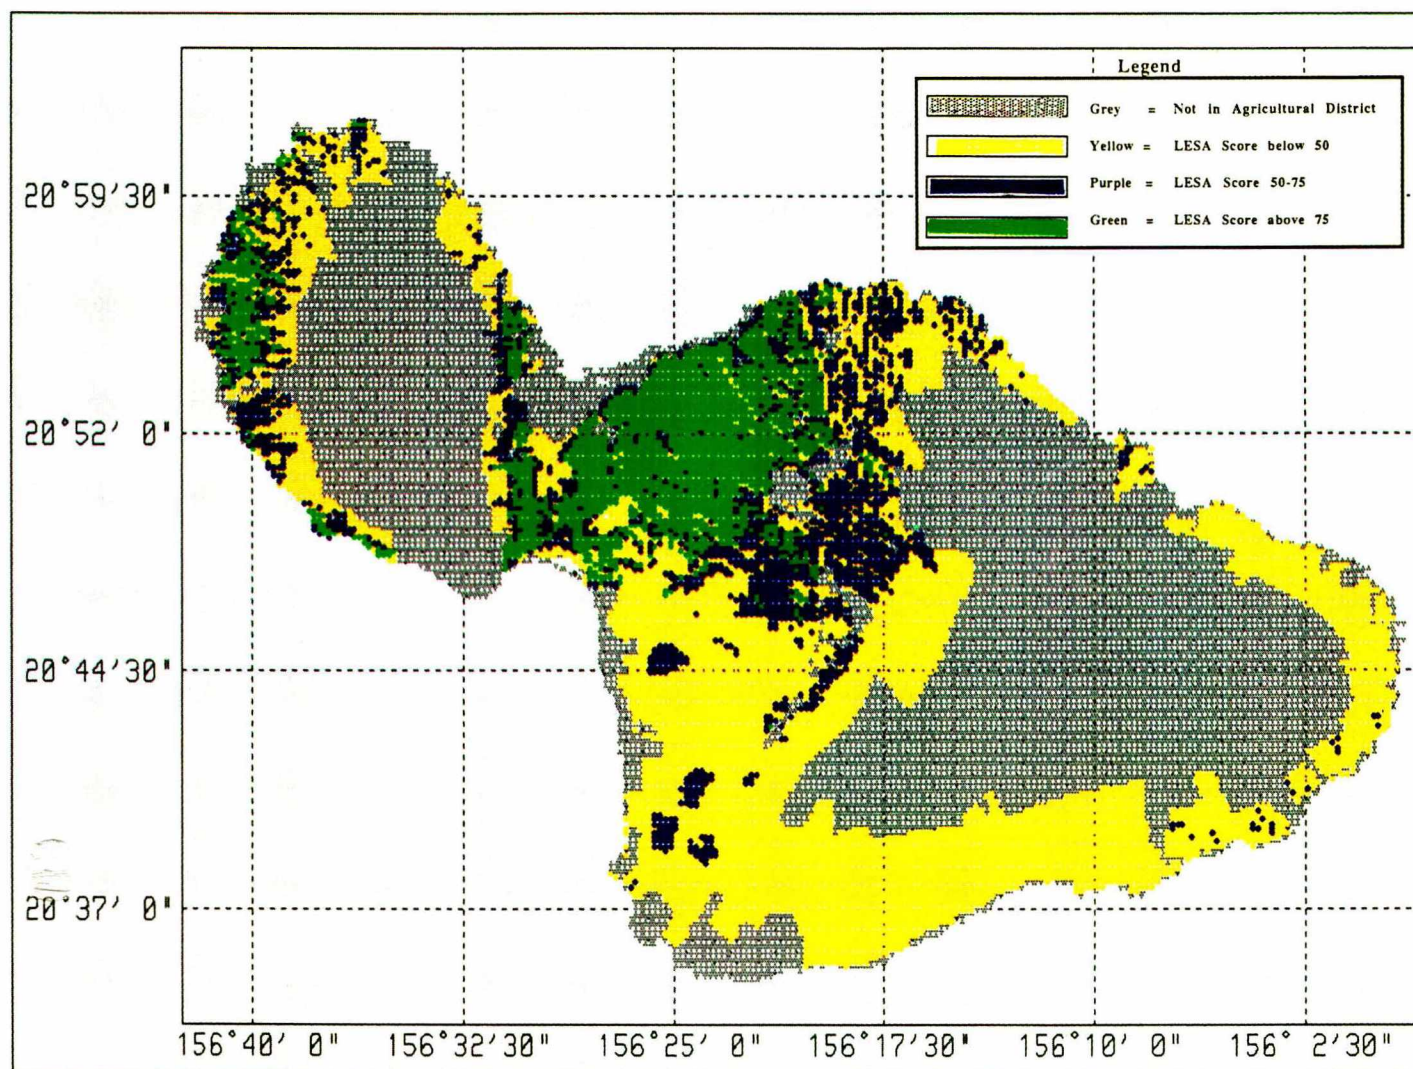 Legend
Grey = Not in Agricultural District
Yellow = LESA Score below 50
Purple = LESA Score 50-75
Green = LESA Score above 75
20°59'30"
20°52' 0"
20°44'30"
20°37' 0"
156°40' 0" 156°32'30" 156°25' 0" 156°17'30" 156°10' 0" 156° 2'30"